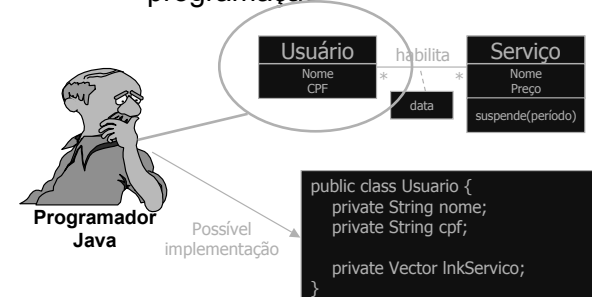 Usuário
Nome
CPF
habilita
*
*
data
Serviço
Nome
Preço
suspende(período)
Programador
Java
Possível
implementação
public class Usuario {
private String nome;
private String cpf;
private Vector lnkServico;
}